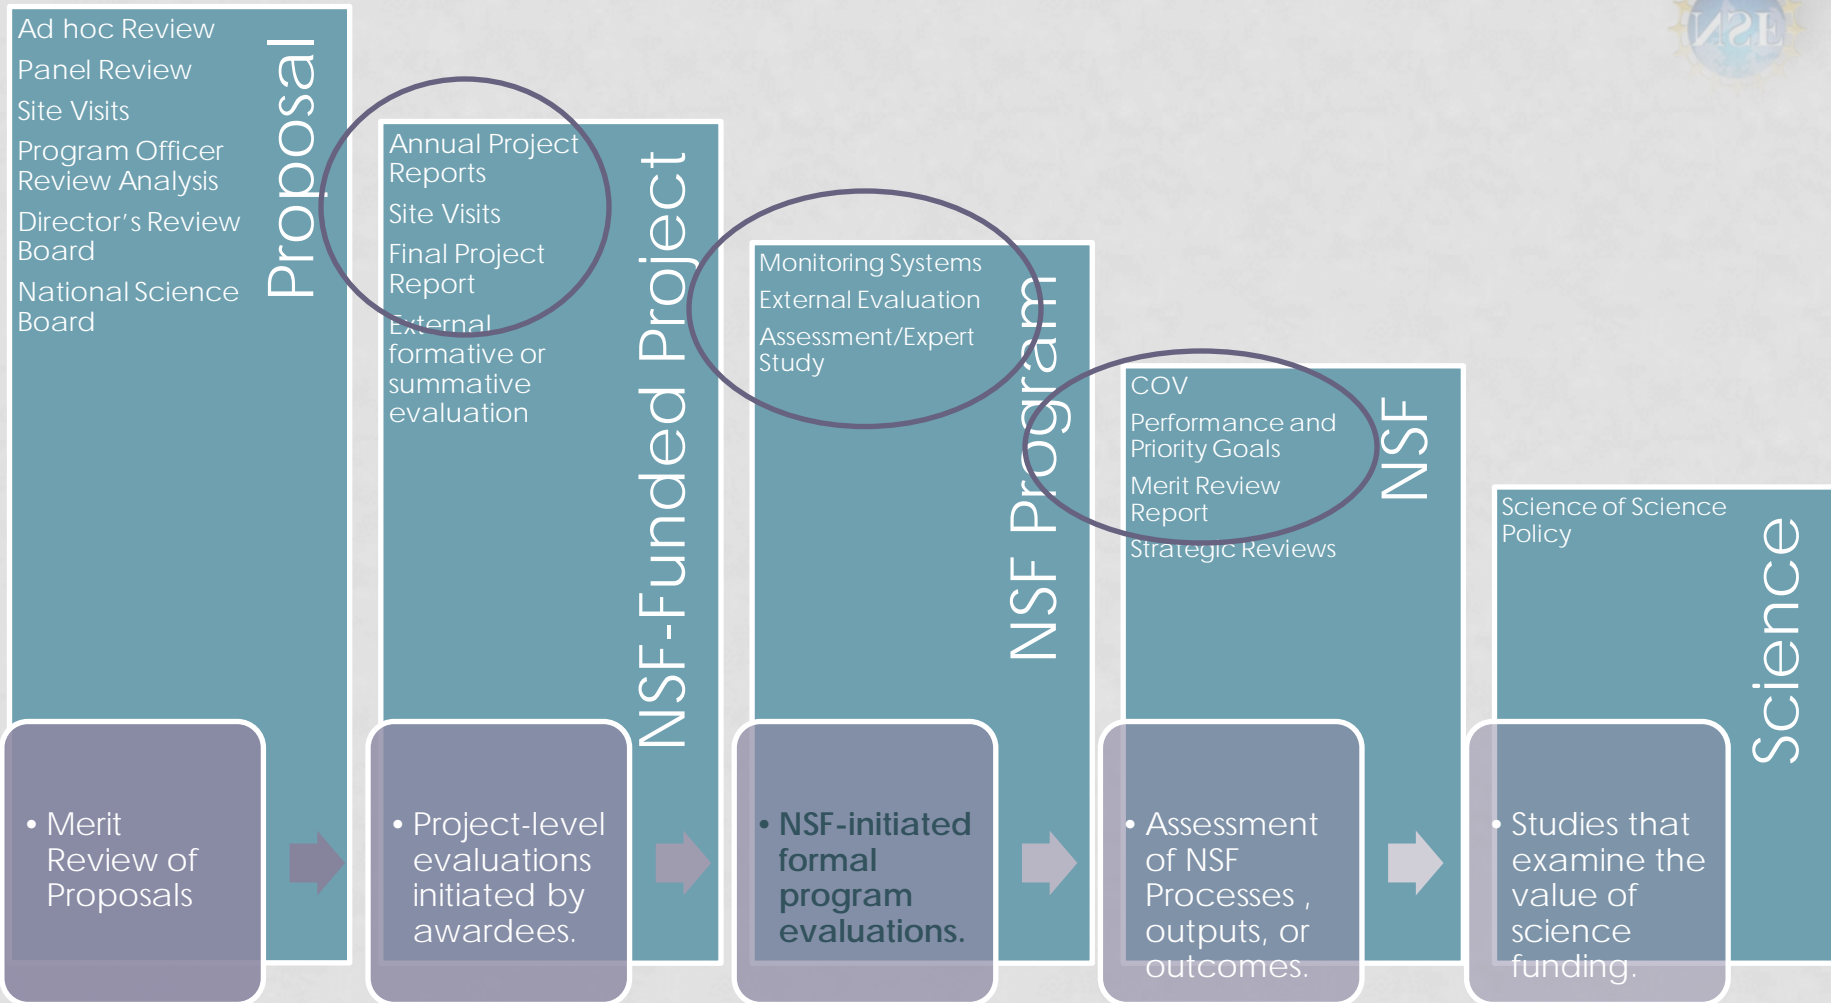 Ad hoc Review
Panel Review
Site Visits
Program Officer
Review Analysis
Director's Review
Board
National Science
Board
Proposal
• Merit
Review of
Proposals
Annual Project
Reports
Site Visits
Final Project
Report
External
formative or
summative
evaluation
NSF-Funded Project
• Project-level
evaluations
initiated by
awardees.
Monitoring Systems
External Evaluation
Assessment/Expert
Study
NSF Program
• NSF-initiated
formal
program
evaluations.
COV
Performance and
Priority Goals
Merit Review
Report
Strategic Reviews
NSF
• Assessment
of NSF
Processes ,
outputs, or
outcomes.
Science of Science
Policy
Science
• Studies that
examine the
value of
science
funding.
NSF